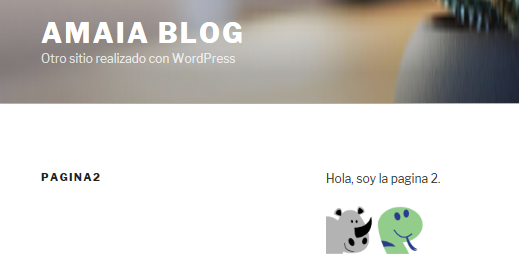 AMAIA BLOG
Otro sitio realizado con WordPress
PAGINA2
Hola, soy la pagina 2.